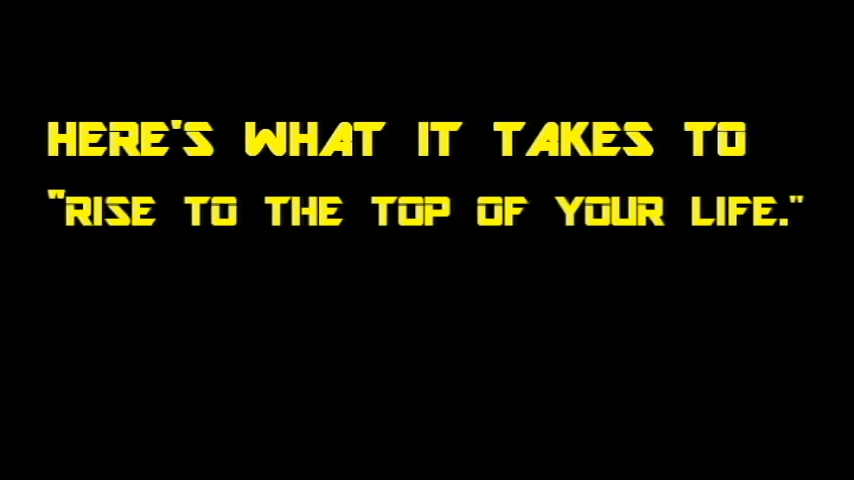 HERE'S WHAT IT TAKES TO
"RISE TO THE TOP OF YOUR LIFE."